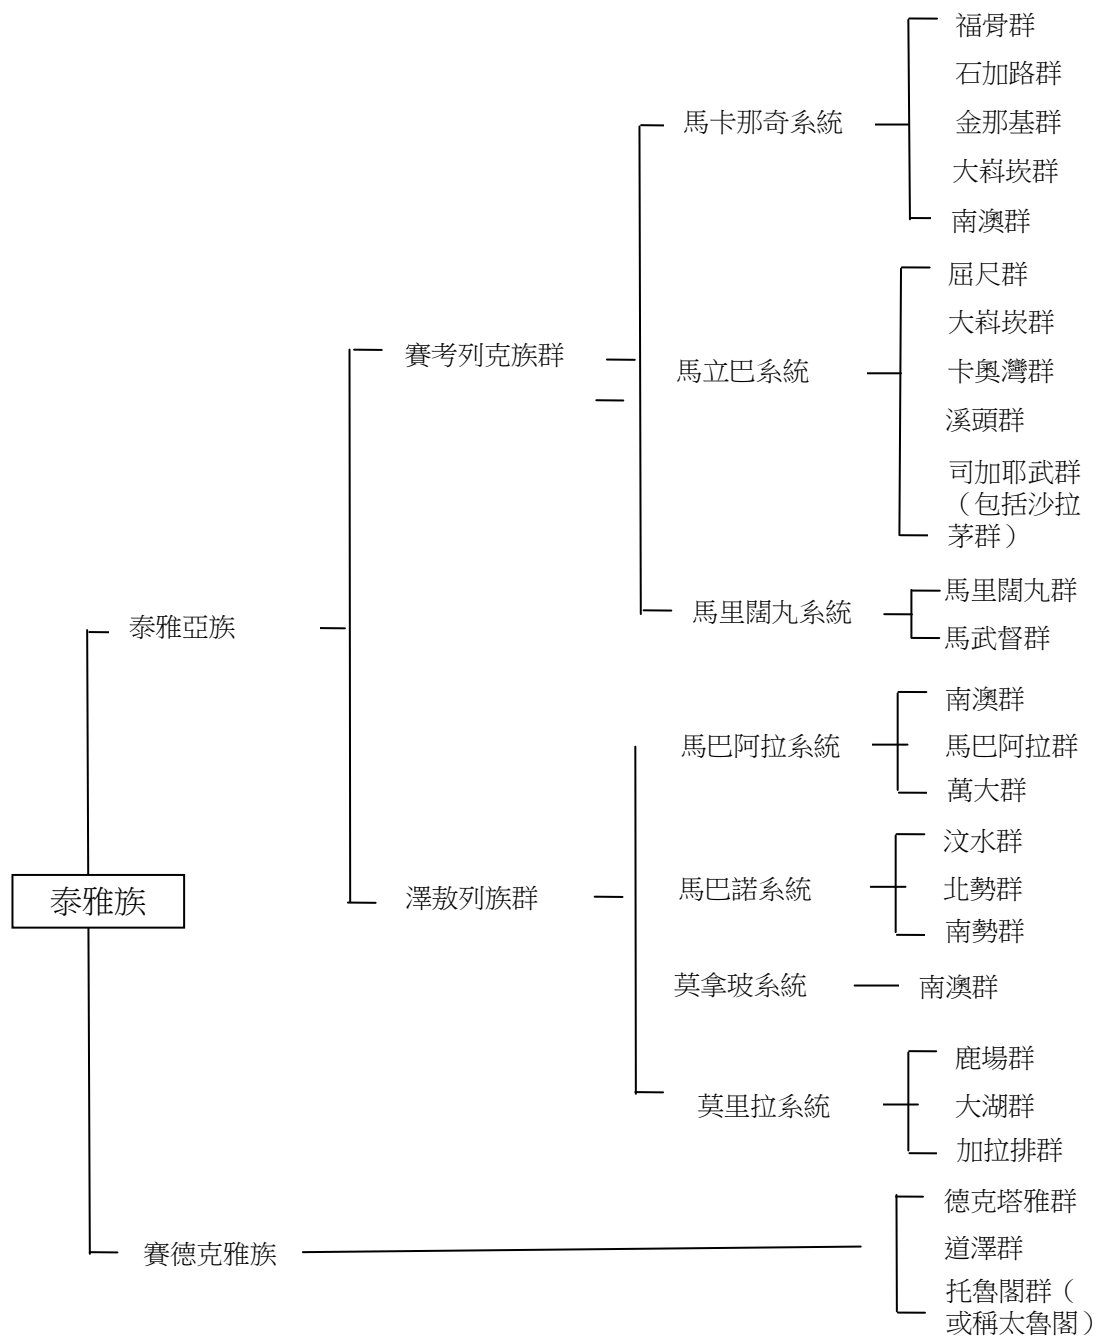 福骨群
石加路群
馬卡那奇系統
金那基群
大嵙崁群
南澳群
屈尺群
大嵙崁群
賽考列克族群
馬立巴系統
卡奧灣群
溪頭群
司加耶武群
（包括沙拉
茅群）
馬里闊丸群
泰雅亞族
馬里闊丸系統
馬武督群
南澳群
馬巴阿拉系統
馬巴阿拉群
萬大群
汶水群
泰雅族
澤敖列族群
馬巴諾系統
北勢群
南勢群
莫拿玻系統
南澳群
鹿場群
莫里拉系統
大湖群
加拉排群
德克塔雅群
賽德克雅族
道澤群
托魯閣群（
或稱太魯閣）